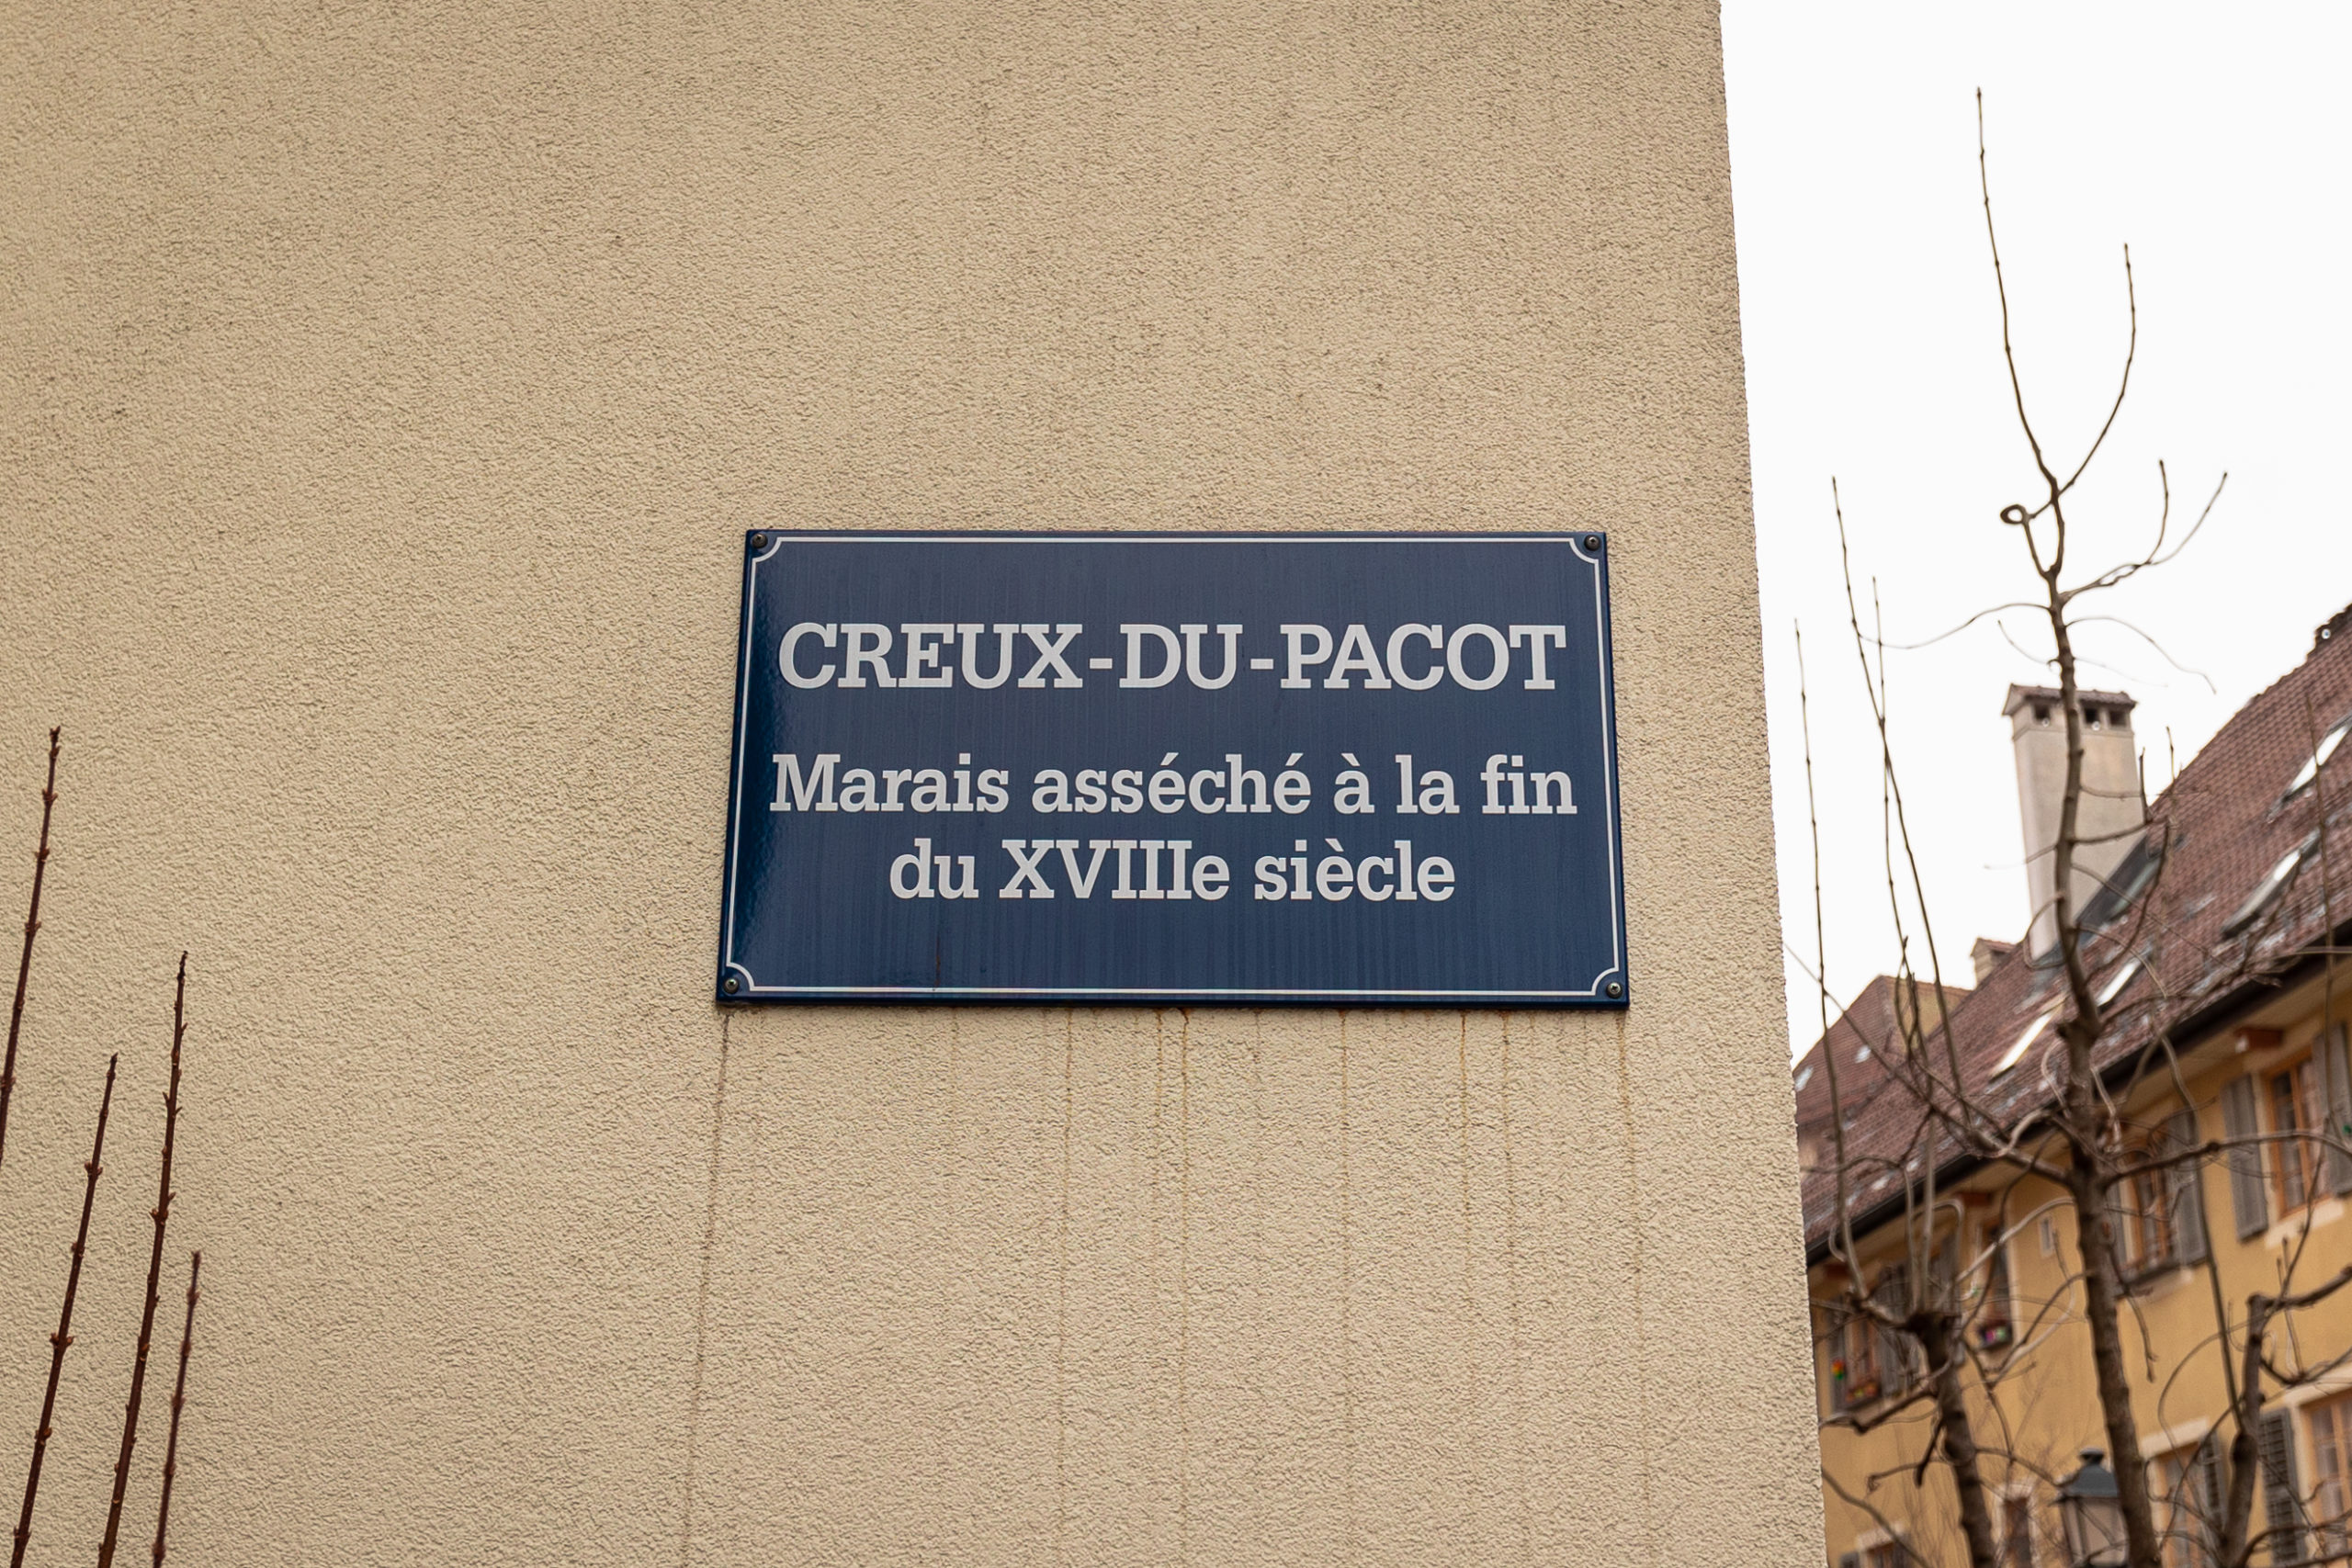 CREUX-DU-PACOT
Marais asséché à la fin
du XVIIIe siècle